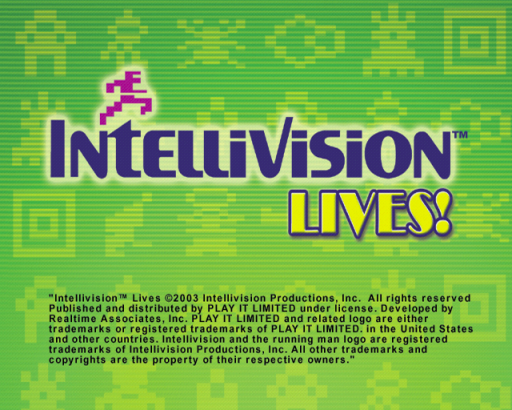 INTELLIVISION™
LIVES!
"Intellivision™ Lives ©2003 Intellivision Productions, Inc. All rights reserved
Published and distributed by PLAY IT LIMITED under license. Developed by
Realtime Associates, Inc. PLAY IT LIMITED and related logo are either
trademarks or registered trademarks of PLAY IT LIMITED. in the United States
and other countries. Intellivision and the running man logo are registered
trademarks of Intellivision Productions, Inc. All other trademarks and
copyrights are the property of their respective owners."